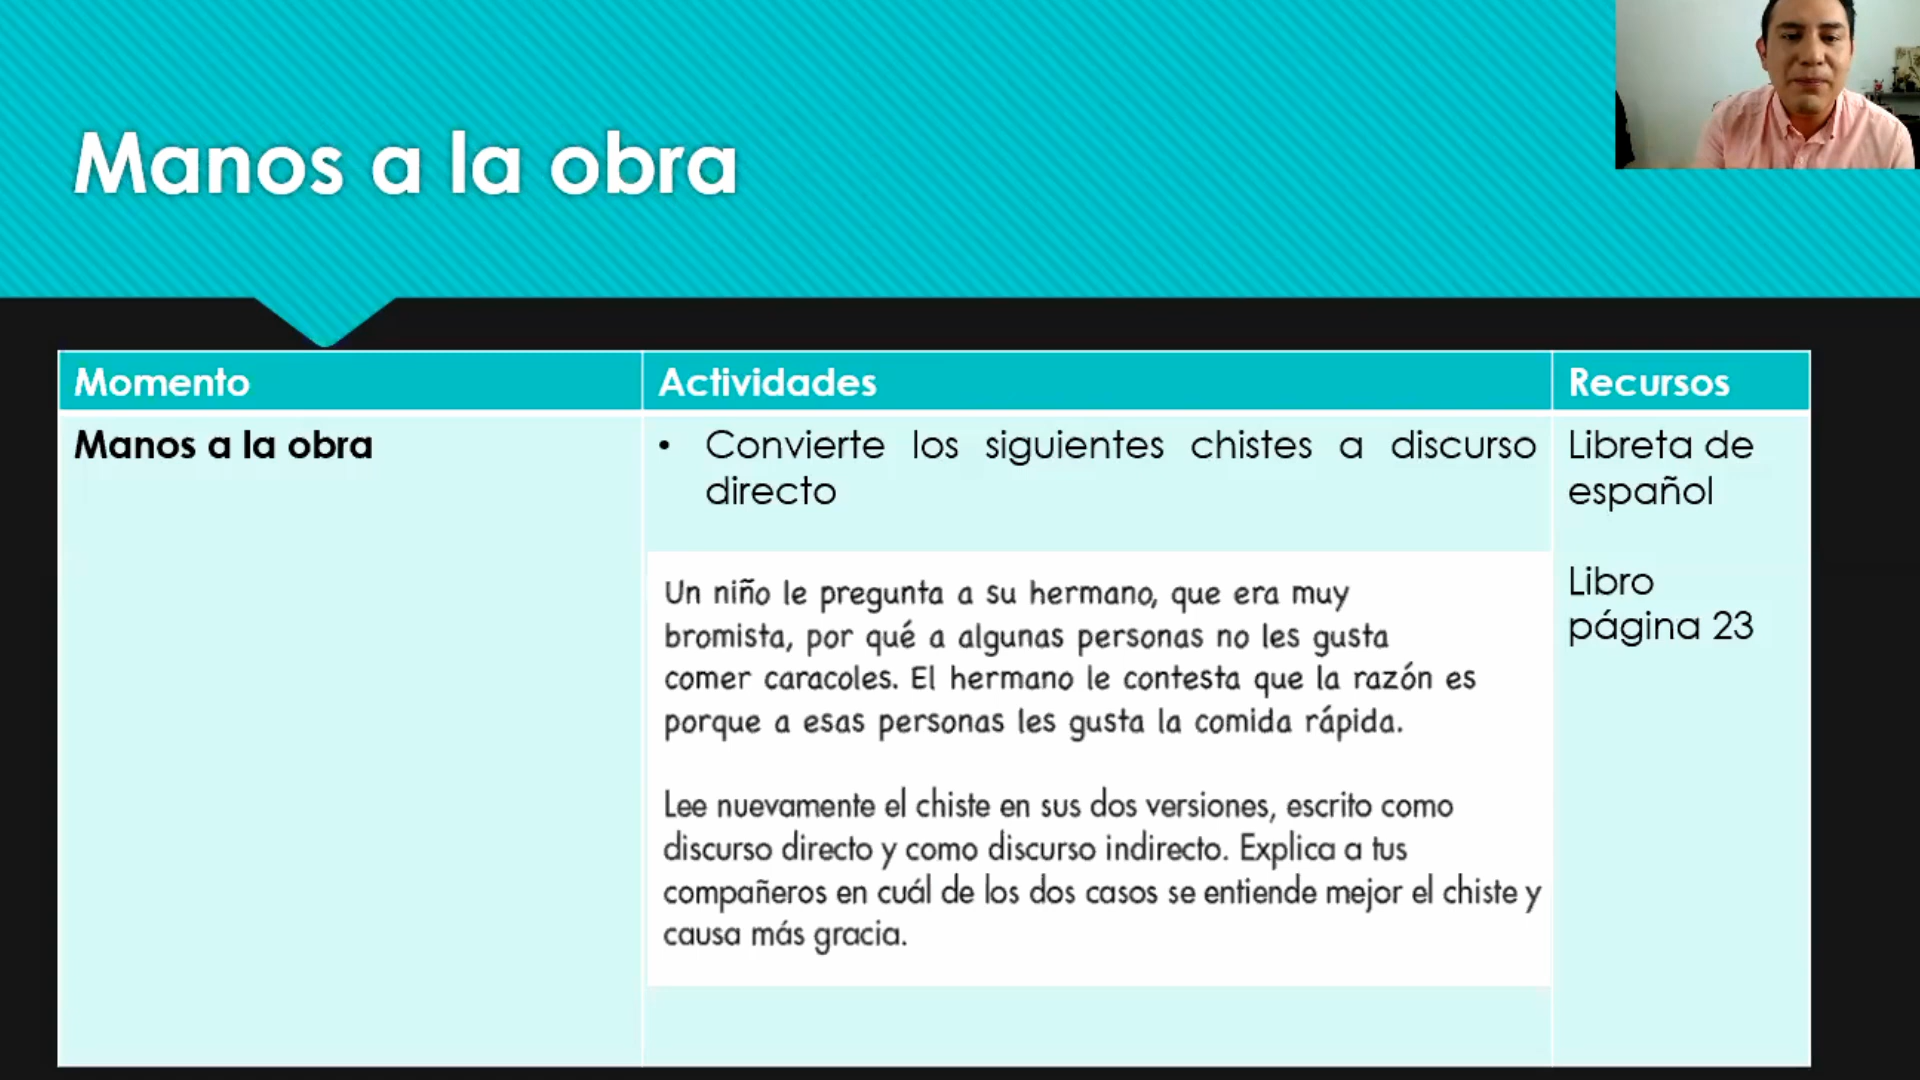 Manos a la obra
Momento
Actividades
Recursos
Manos a la obra
• Convierte los siguientes chistes a discurso
directo
Un niño le pregunta a su hermano, que era muy
bromista, por qué a algunas personas no les gusta
comer caracoles. El hermano le contesta que la razón es
porque a esas personas les gusta la comida rápida.
Lee nuevamente el chiste en sus dos versiones, escrito como
discurso directo y como discurso indirecto. Explica a tus
compañeros en cuál de los dos casos se entiende mejor el chiste y
causa más gracia.
Libreta de
español
Libro
página 23